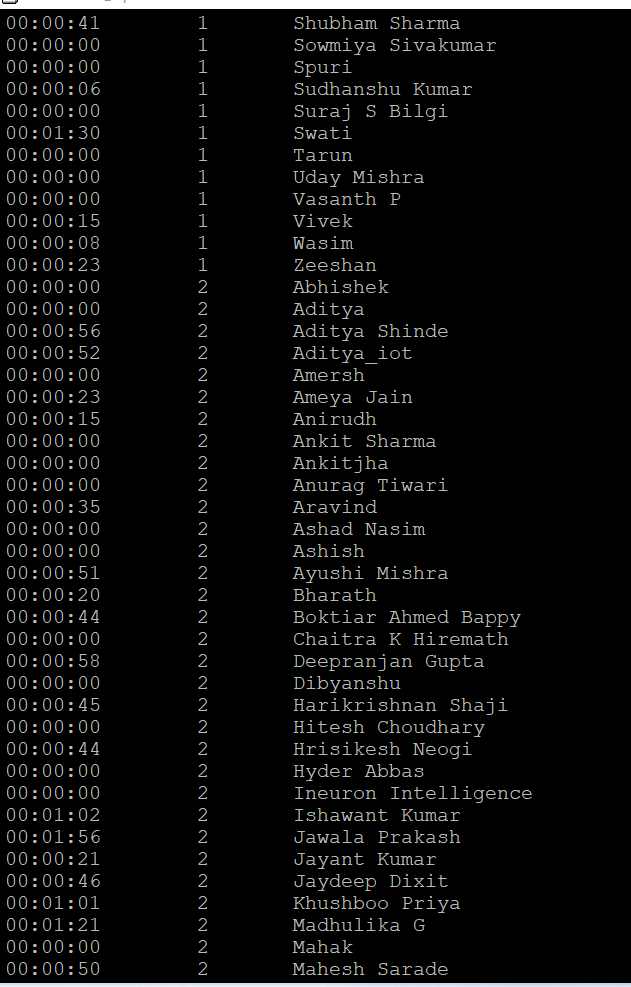 00:00:41 1 Shubham Sharma
00:00:00 1 Sowmiya Sivakumar
00:00:00 1 Spuri
00:00:06 1 Sudhanshu Kumar
00:00:00 1 Suraj S Bilgi
00:01:30 1 Swati
00:00:00 1 Tarun
00:00:00 1 Uday Mishra
00:00:00 1 Vasanth P
00:00:15 1 Vivek
00:00:08 1 Wasim
00:00:23 1 Zeeshan
00:00:00 2 Abhishek
00:00:00 2 Aditya
00:00:56 2 Aditya Shinde
00:00:52 2 Aditya_iot
00:00:00 2 Amersh
00:00:23 2 Ameya Jain
00:00:15 2 Anirudh
00:00:00 2 Ankit Sharma
00:00:00 2 Ankitjha
00:00:00 2 Anurag Tiwari
00:00:35 2 Aravind
00:00:00 2 Ashad Nasim
00:00:00 2 Ashish
00:00:51 2 Ayushi Mishra
00:00:20 2 Bharath
00:00:44 2 Boktiar Ahmed Bappy
00:00:00 2 Chaitra K Hiremath
00:00:58 2 Deepranjan Gupta
00:00:00 2 Dibyanshu
00:00:45 2 Harikrishnan Shaji
00:00:00 2 Hitesh Choudhary
00:00:44 2 Hrisikesh Neogi
00:00:00 2 Hyder Abbas
00:00:00 2 Ineuron Intelligence
00:01:02 2 Ishawant Kumar
00:01:56 2 Jawala Prakash
00:00:21 2 Jayant Kumar
00:00:46 2 Jaydeep Dixit
00:01:01 2 Khushboo Priya
00:01:21 2 Madhulika G
00:00:00 2 Mahak
00:00:50 2 Mahesh Sarade